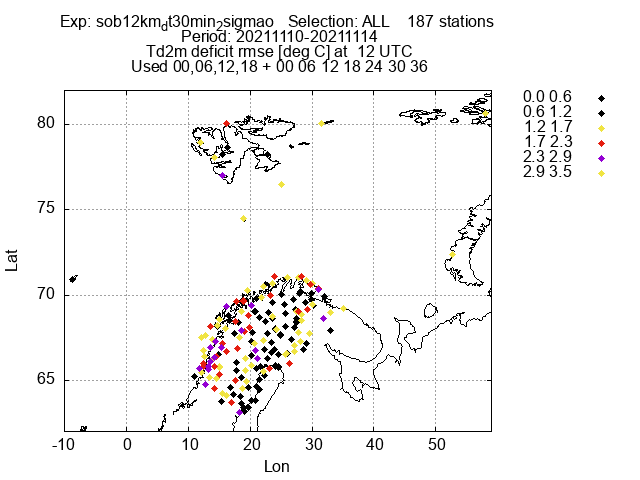 Exp: sob12km_dt30min_2sigmao   Selection: ALL    187 stations
Period: 20211110-20211114
Td2m deficit rmse [deg C] at  12 UTC
Used 00,06,12,18 + 00 06 12 18 24 30 36
0.0 0.6
0.6 1.2
1.2 1.7
1.7 2.3
2.3 2.9
2.9 3.5
80
75
70
65
Lat
-10 0 10 20 30 40 50
Lon